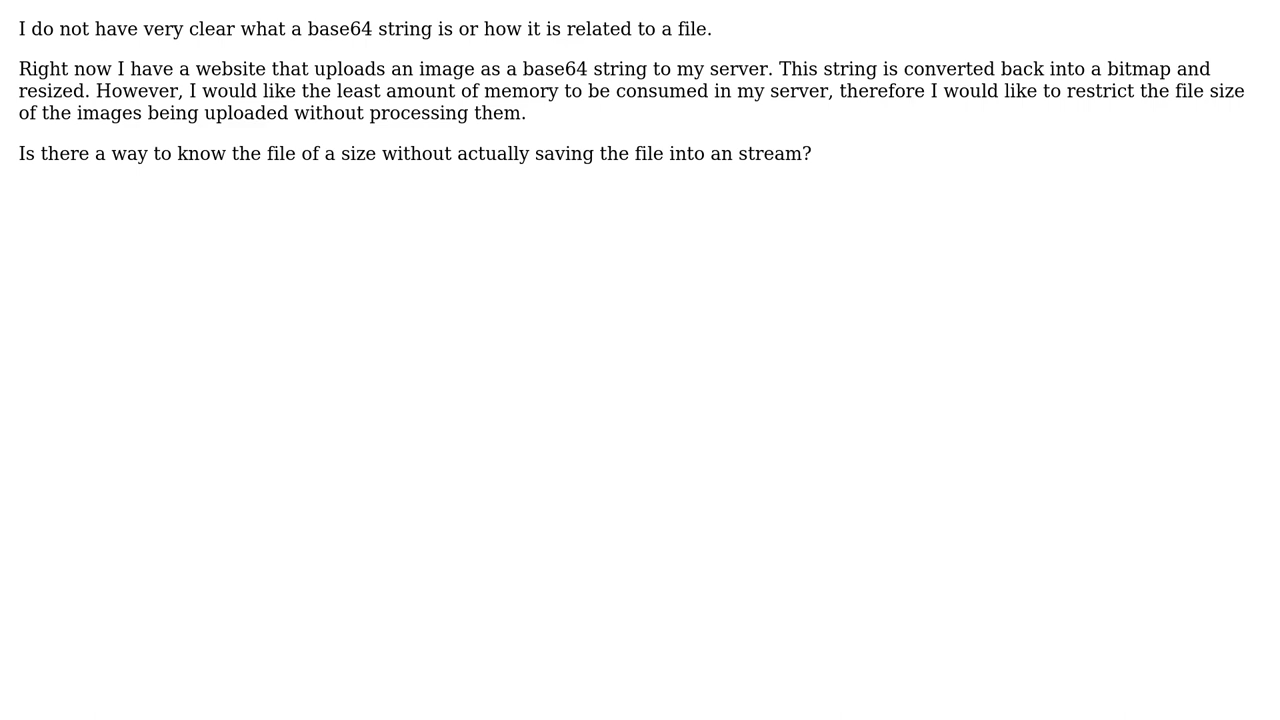 I do not have very clear what a base64 string is or how it is related to a file.
Right now I have a website that uploads an image as a base64 string to my server. This string is converted back into a bitmap and
resized. However, I would like the least amount of memory to be consumed in my server, therefore I would like to restrict the file size
of the images being uploaded without processing them.
Is there a way to know the file of a size without actually saving the file into an stream?